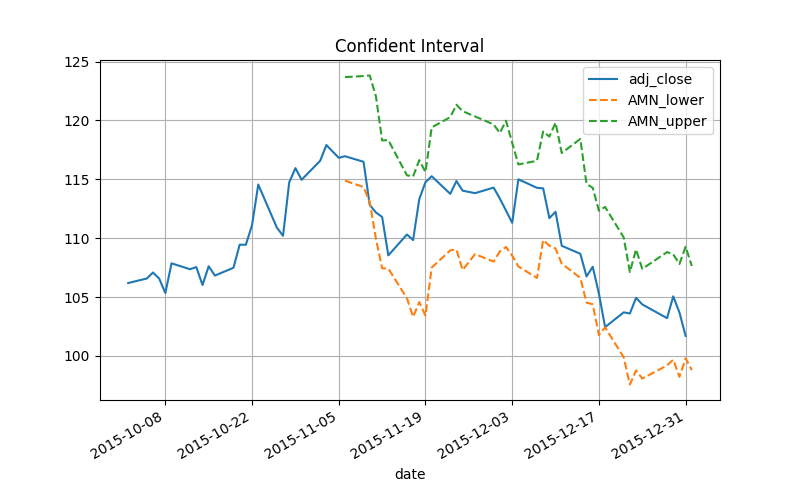 Confident Interval
125
120
115
110
105
100
adj_close
AMN_lower
AMN_upper
2015-10-08
2015-10-22
2015-11-05
2015-11-19
2015-12-03
2015-12-17
2015-12-31
date